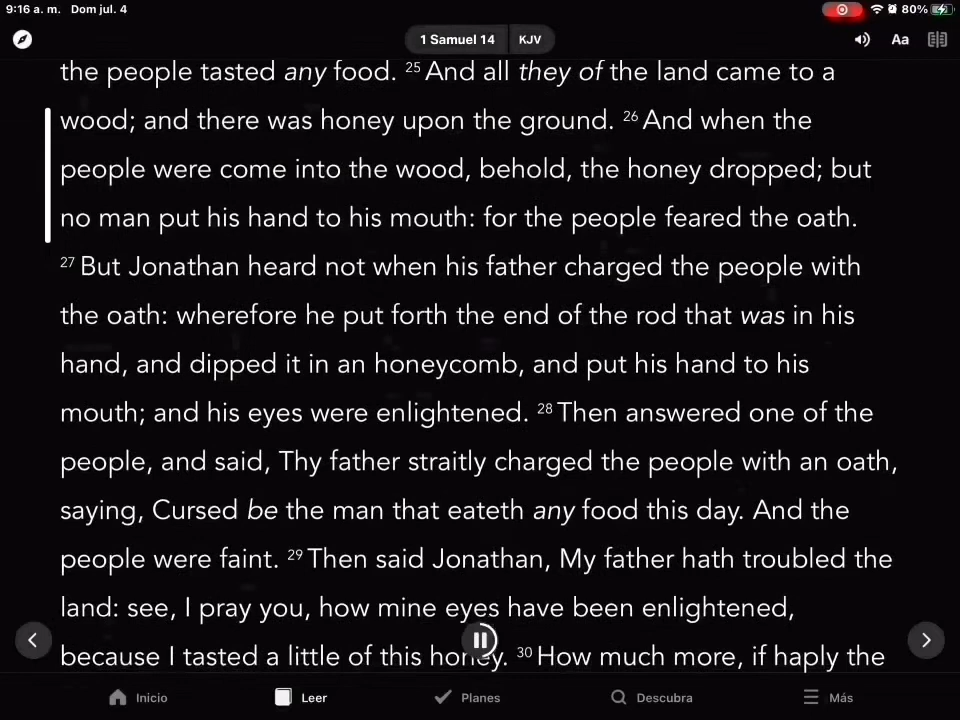 9:16 a. m. Dom jul. 4
80%
1 Samuel 14 KJV
Aa
the people tasted any food. 25 And all they of the land came to a
wood; and there was honey upon the ground. 26 And when the
people were come into the wood, behold, the honey dropped; but
no man put his hand to his mouth: for the people feared the oath.
27 But Jonathan heard not when his father charged the people with
the oath: wherefore he put forth the end of the rod that was in his
hand, and dipped it in an honeycomb, and put his hand to his
mouth; and his eyes were enlightened. 28 Then answered one of the
people, and said, Thy father straitly charged the people with an oath,
saying, Cursed be the man that eateth any food this day. And the
people were faint. 29 Then said Jonathan, My father hath troubled the
land: see, I pray you, how mine eyes have been enlightened,
because I tasted a little of this honey. 30 How much more, if haply the
Inicio Leer Planes Descubra Más